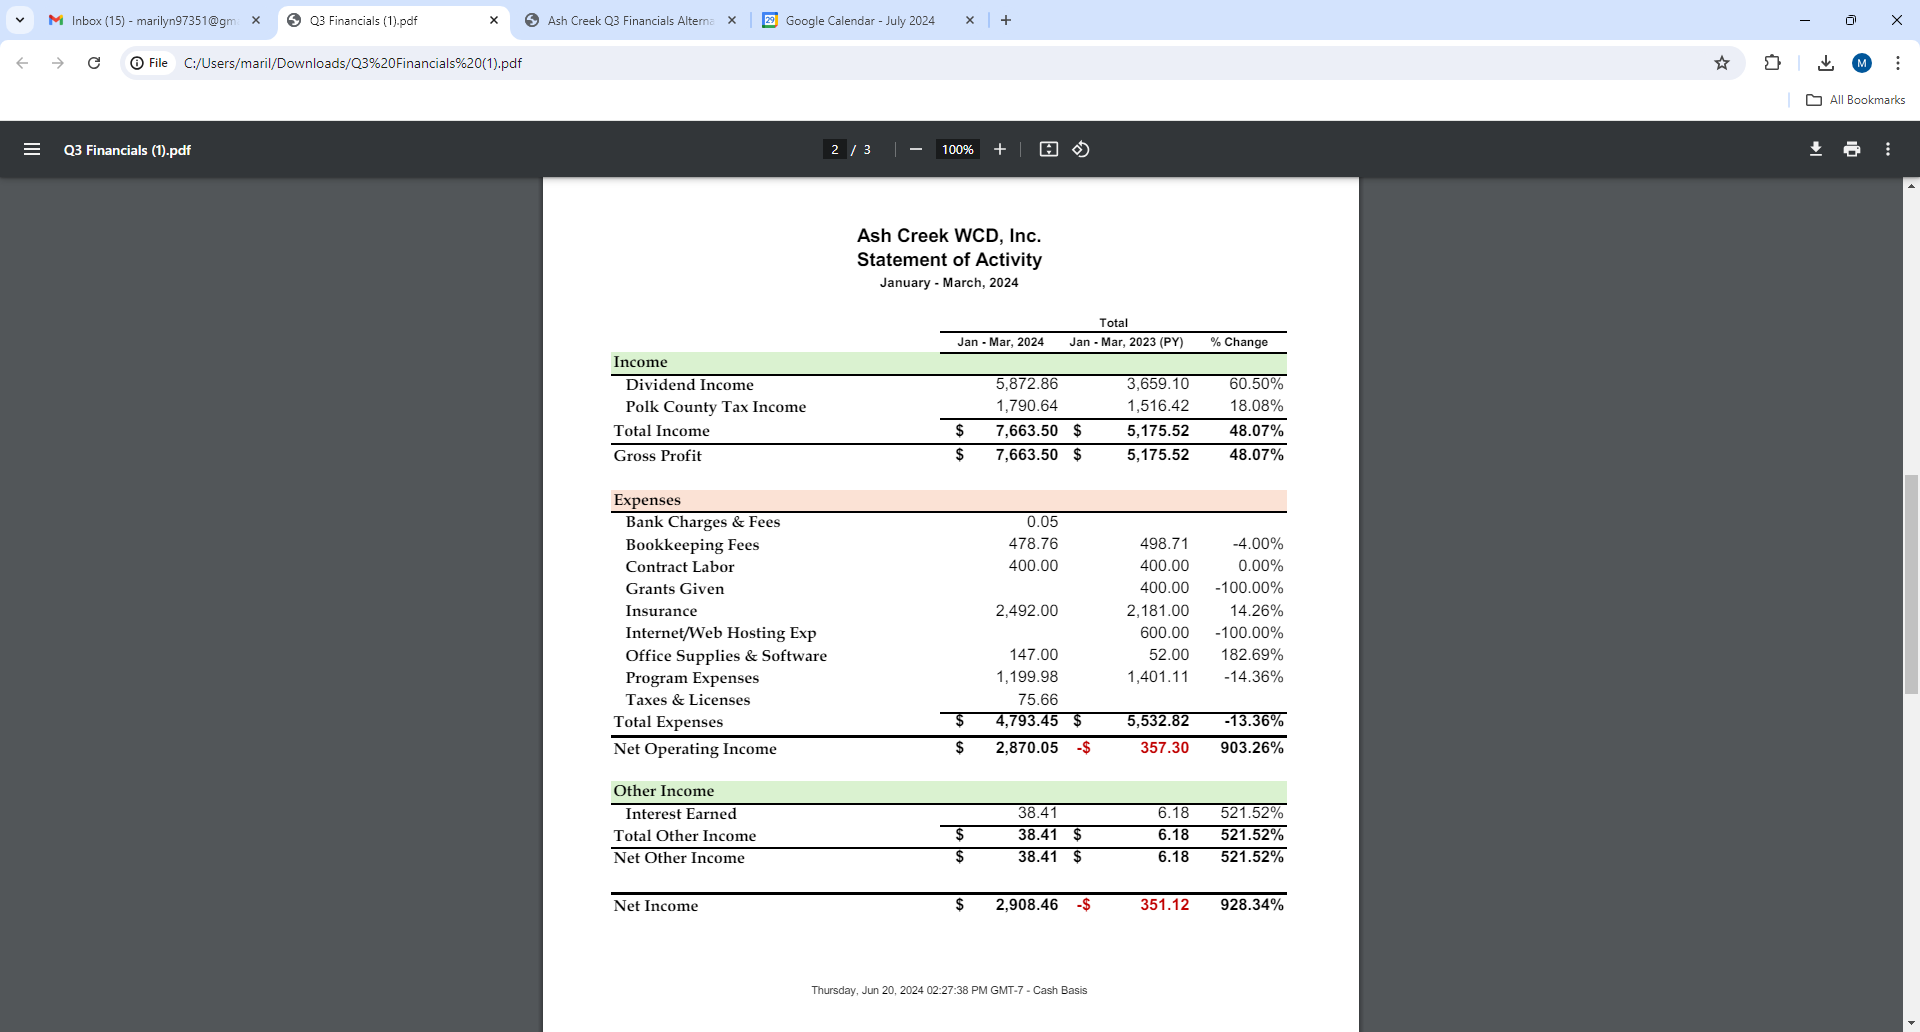 Inbox (15) - marilyn97351@gm
Q3 Financials (1).pdf
Ash Creek Q3 Financials Alterna
29
Google Calendar - July 2024
File
C:/Users/maril/Downloads/Q3%20Financials%20(1).pdf
M
All Bookmarks
Q3 Financials (1).pdf
2 / 3
100%
Ash Creek WCD, Inc.
Statement of Activity
January - March, 2024
Total
Jan - Mar, 2024 Jan - Mar, 2023 (PY) % Change
Income
Dividend Income 5,872.86 3,659.10 60.50%
Polk County Tax Income 1,790.64 1,516.42 18.08%
Total Income $ 7,663.50 $ 5,175.52 48.07%
Gross Profit $ 7,663.50 $ 5,175.52 48.07%
Expenses
Bank Charges & Fees 0.05
Bookkeeping Fees 478.76 498.71 -4.00%
Contract Labor 400.00 400.00 0.00%
Grants Given 400.00 -100.00%
Insurance 2,492.00 2,181.00 14.26%
Internet/Web Hosting Exp 600.00 -100.00%
Office Supplies & Software 147.00 52.00 182.69%
Program Expenses 1,199.98 1,401.11 -14.36%
Taxes & Licenses 75.66
Total Expenses $ 4,793.45 $ 5,532.82 -13.36%
Net Operating Income $ 2,870.05 -$ 357.30 903.26%
Other Income
Interest Earned 38.41 6.18 521.52%
Total Other Income $ 38.41 $ 6.18 521.52%
Net Other Income $ 38.41 $ 6.18 521.52%
Net Income $ 2,908.46 -$ 351.12 928.34%
Thursday, Jun 20, 2024 02:27:38 PM GMT-7 - Cash Basis